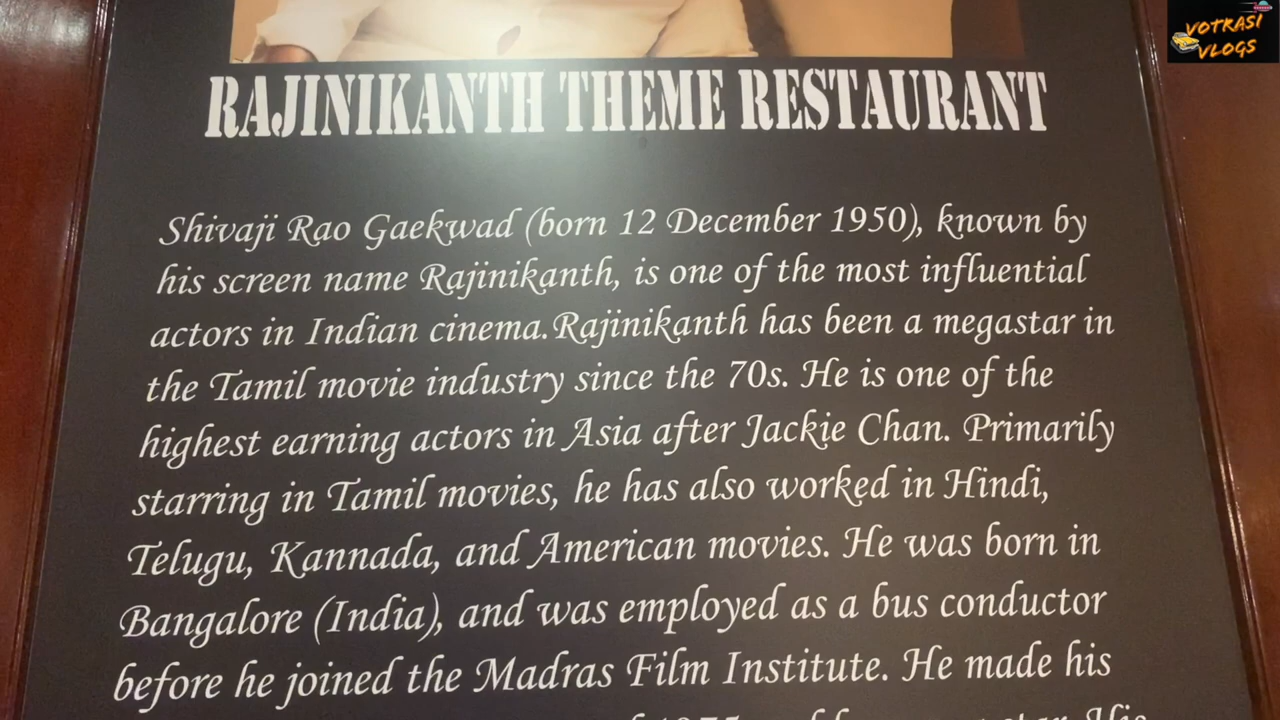 VOTRASI
VLOGS
RAJINIKANTH THEME RESTAURANT
Shivaji Rao Gaekwad (born 12 December 1950), known by
his screen name Rajinikanth, is one of the most influential
actors in Indian cinema.Rajinikanth has been a megastar in
the Tamil movie industry since the 70s. He is one of the
highest earning actors in Asia after Jackie Chan. Primarily
starring in Tamil movies, he has also worked in Hindi,
Telugu, Kannada, and American movies. He was born in
Bangalore (India), and was employed as a bus conductor
before he joined the Madras Film Institute. He made his